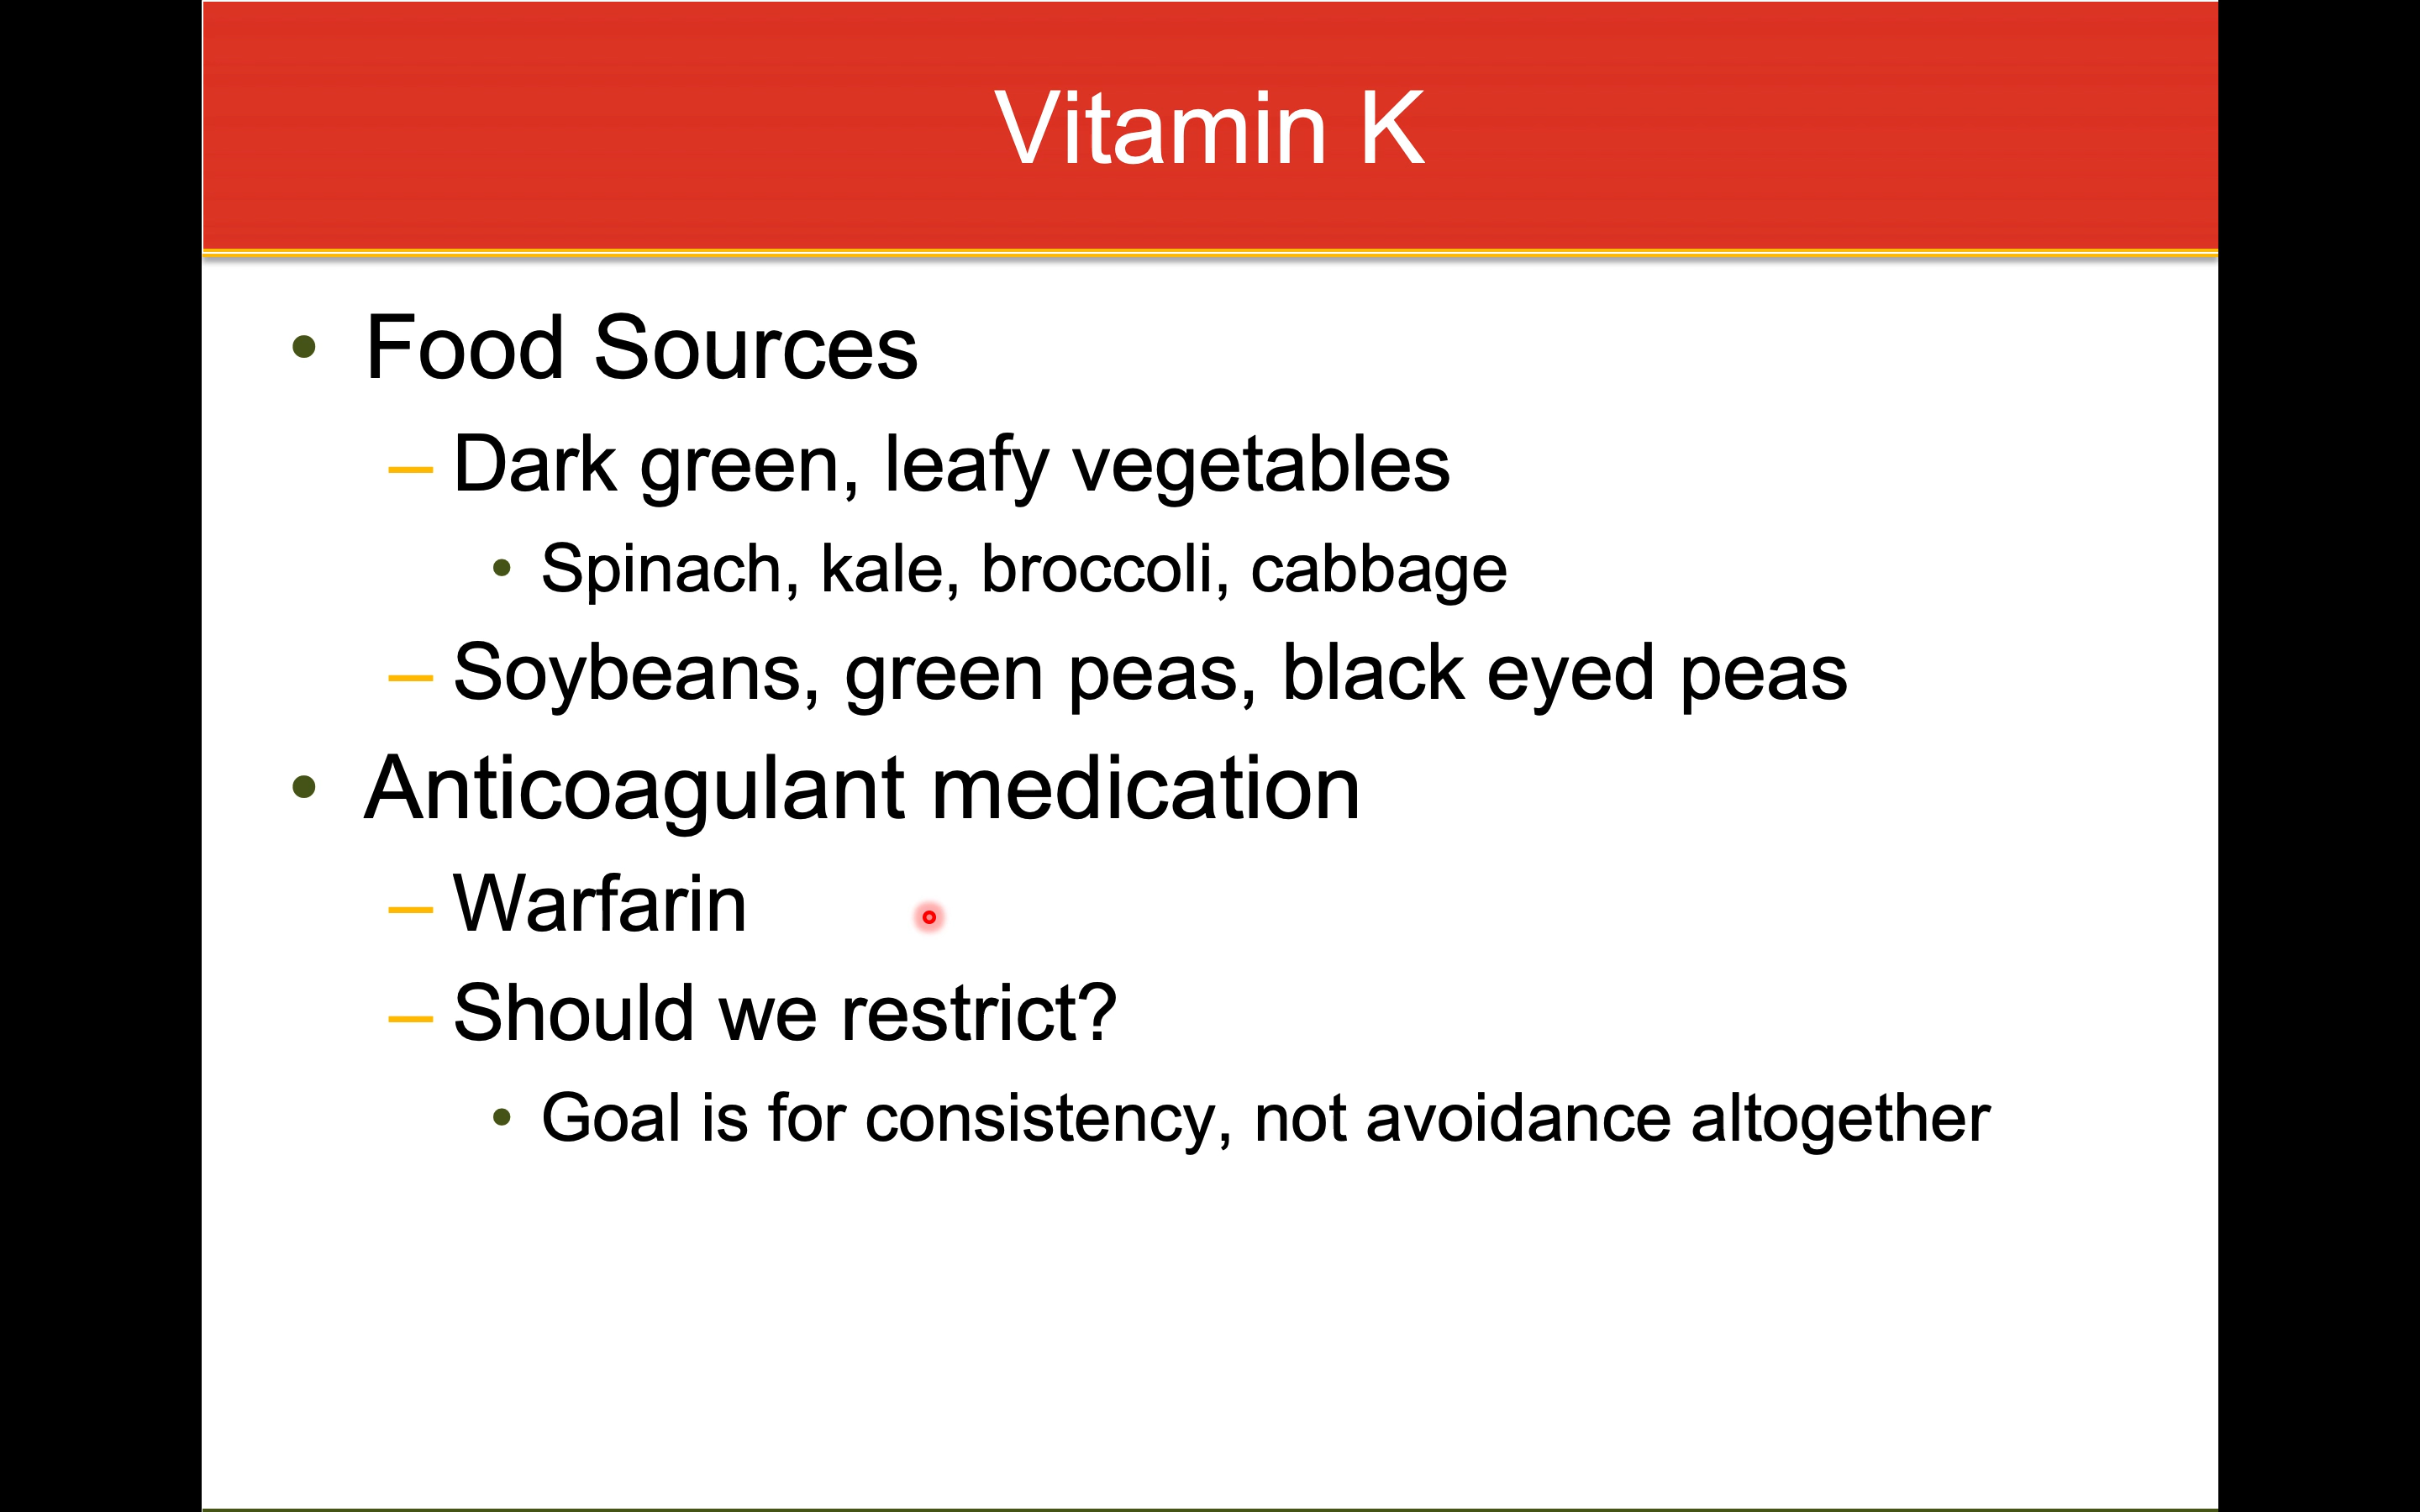 Vitamin K
Food Sources
Dark green, leafy vegetables
Spinach, kale, broccoli, cabbage
Soybeans, green peas, black eyed peas
Anticoagulant medication
Warfarin
Should we restrict?
Goal is for consistency, not avoidance altogether